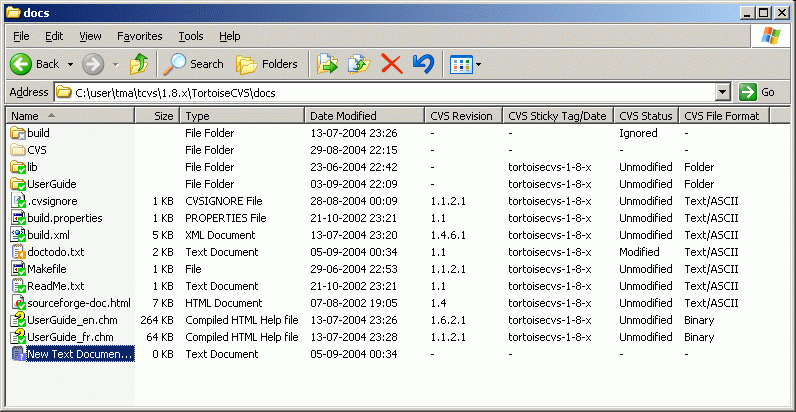 docs
File Edit View Favorites Tools Help
Back Search Folders
Address C:\user\tma\tcvs\1.8.x\TortoiseCVS\docs Go
Name Size Type Date Modified CVS Revision CVS Sticky Tag/Date CVS Status CVS File Format
build File Folder 13-07-2004 23:26 - - Ignored -
CVS File Folder 29-08-2004 22:15 - - - -
lib File Folder 23-06-2004 22:42 tortoisecvs-1-8-x Unmodified Folder
UserGuide File Folder 03-09-2004 22:09 tortoisecvs-1-8-x Unmodified Folder
.cvsignore 1 KB CVSIGNORE File 28-08-2004 00:09 1.1.2.1 tortoisecvs-1-8-x Unmodified Text/ASCII
build.properties 1 KB PROPERTIES File 21-10-2002 23:21 1.1 tortoisecvs-1-8-x Unmodified Text/ASCII
build.xml 5 KB XML Document 13-07-2004 23:20 1.4.6.1 tortoisecvs-1-8-x Unmodified Text/ASCII
doctodo.txt 2 KB Text Document 05-09-2004 00:34 1.1 tortoisecvs-1-8-x Modified Text/ASCII
Makefile 1 KB File 29-06-2004 22:53 1.1.2.1 tortoisecvs-1-8-x Unmodified Text/ASCII
ReadMe.txt 1 KB Text Document 21-10-2002 23:21 1.1 tortoisecvs-1-8-x Unmodified Text/ASCII
sourceforge-doc.html 7 KB HTML Document 07-08-2002 19:05 1.4 tortoisecvs-1-8-x Unmodified Text/ASCII
UserGuide_en.chm 264 KB Compiled HTML Help file 13-07-2004 23:26 1.6.2.1 tortoisecvs-1-8-x Unmodified Binary
UserGuide_fr.chm 64 KB Compiled HTML Help file 13-07-2004 23:28 1.1.2.1 tortoisecvs-1-8-x Unmodified Binary
New Text Documen... 0 KB Text Document 05-09-2004 00:34 - - - -